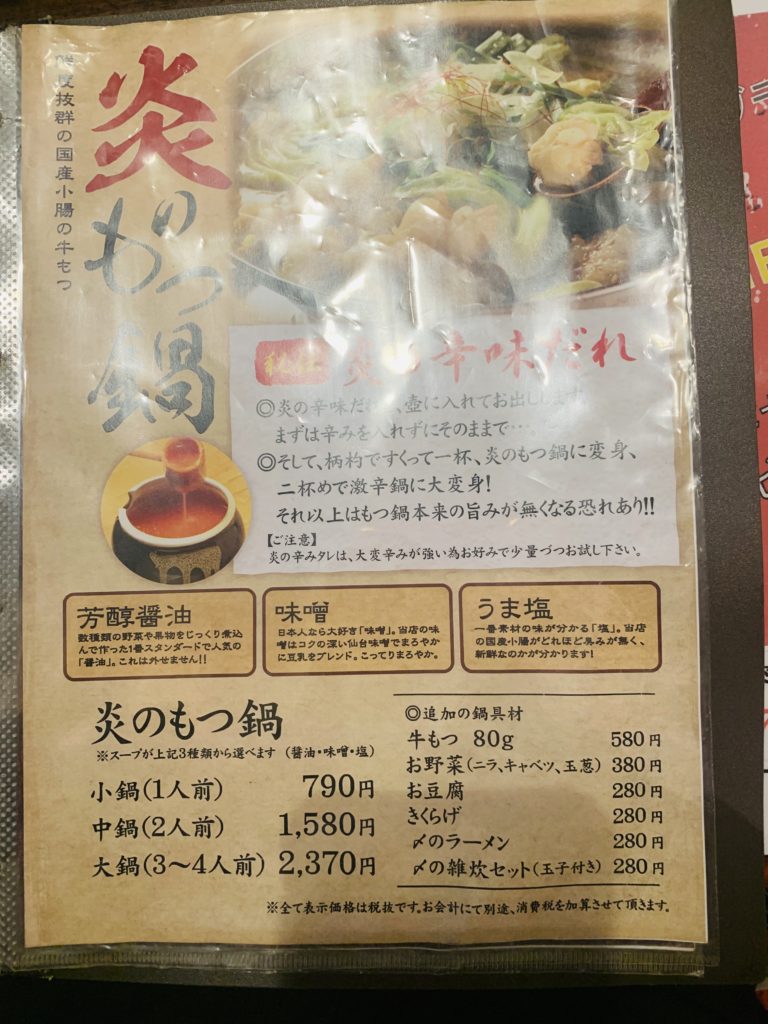 炎のもつ鍋
鮮度抜群の国産小腸の牛もつ
秘伝 炎の辛味だれ
◎炎の辛味だれは、壺に入れてお出しします。
まずは辛みを入れずにそのままで…。
◎そして、柄杓ですくって一杯、炎のもつ鍋に変身、
二杯めで激辛鍋に大変身!
それ以上はもつ鍋本来の旨みが無くなる恐れあり!!
【ご注意】
炎の辛みタレは、大変辛みが強い為お好みで少量づつお試し下さい。
芳醇醤油
数種類の野菜や果物をじっくり煮込
んで作った1番スタンダードで人気の
「醤油」。これは外せません!!
味噌
日本人なら大好き「味噌」。当店の味
噌はコクの深い仙台味噌でまろやか
に豆乳をブレンド。こってりまろやか。
うま塩
一番素材の味が分かる「塩」。当店
の国産小腸がどれほど臭みが無く、
新鮮なのかが分かります!
炎のもつ鍋
※スープが上記3種類から選べます (醤油・味噌・塩)
小鍋(1人前) 790円
中鍋(2人前) 1,580円
大鍋(3〜4人前) 2,370円
◎追加の鍋具材
牛もつ 80g 580円
お野菜(ニラ、キャベツ、玉葱) 380円
お豆腐 280円
きくらげ 280円
〆のラーメン 280円
〆の雑炊セット(玉子付き) 280円
※全て表示価格は税抜です。お会計にて別途、消費税を加算させて頂きます。